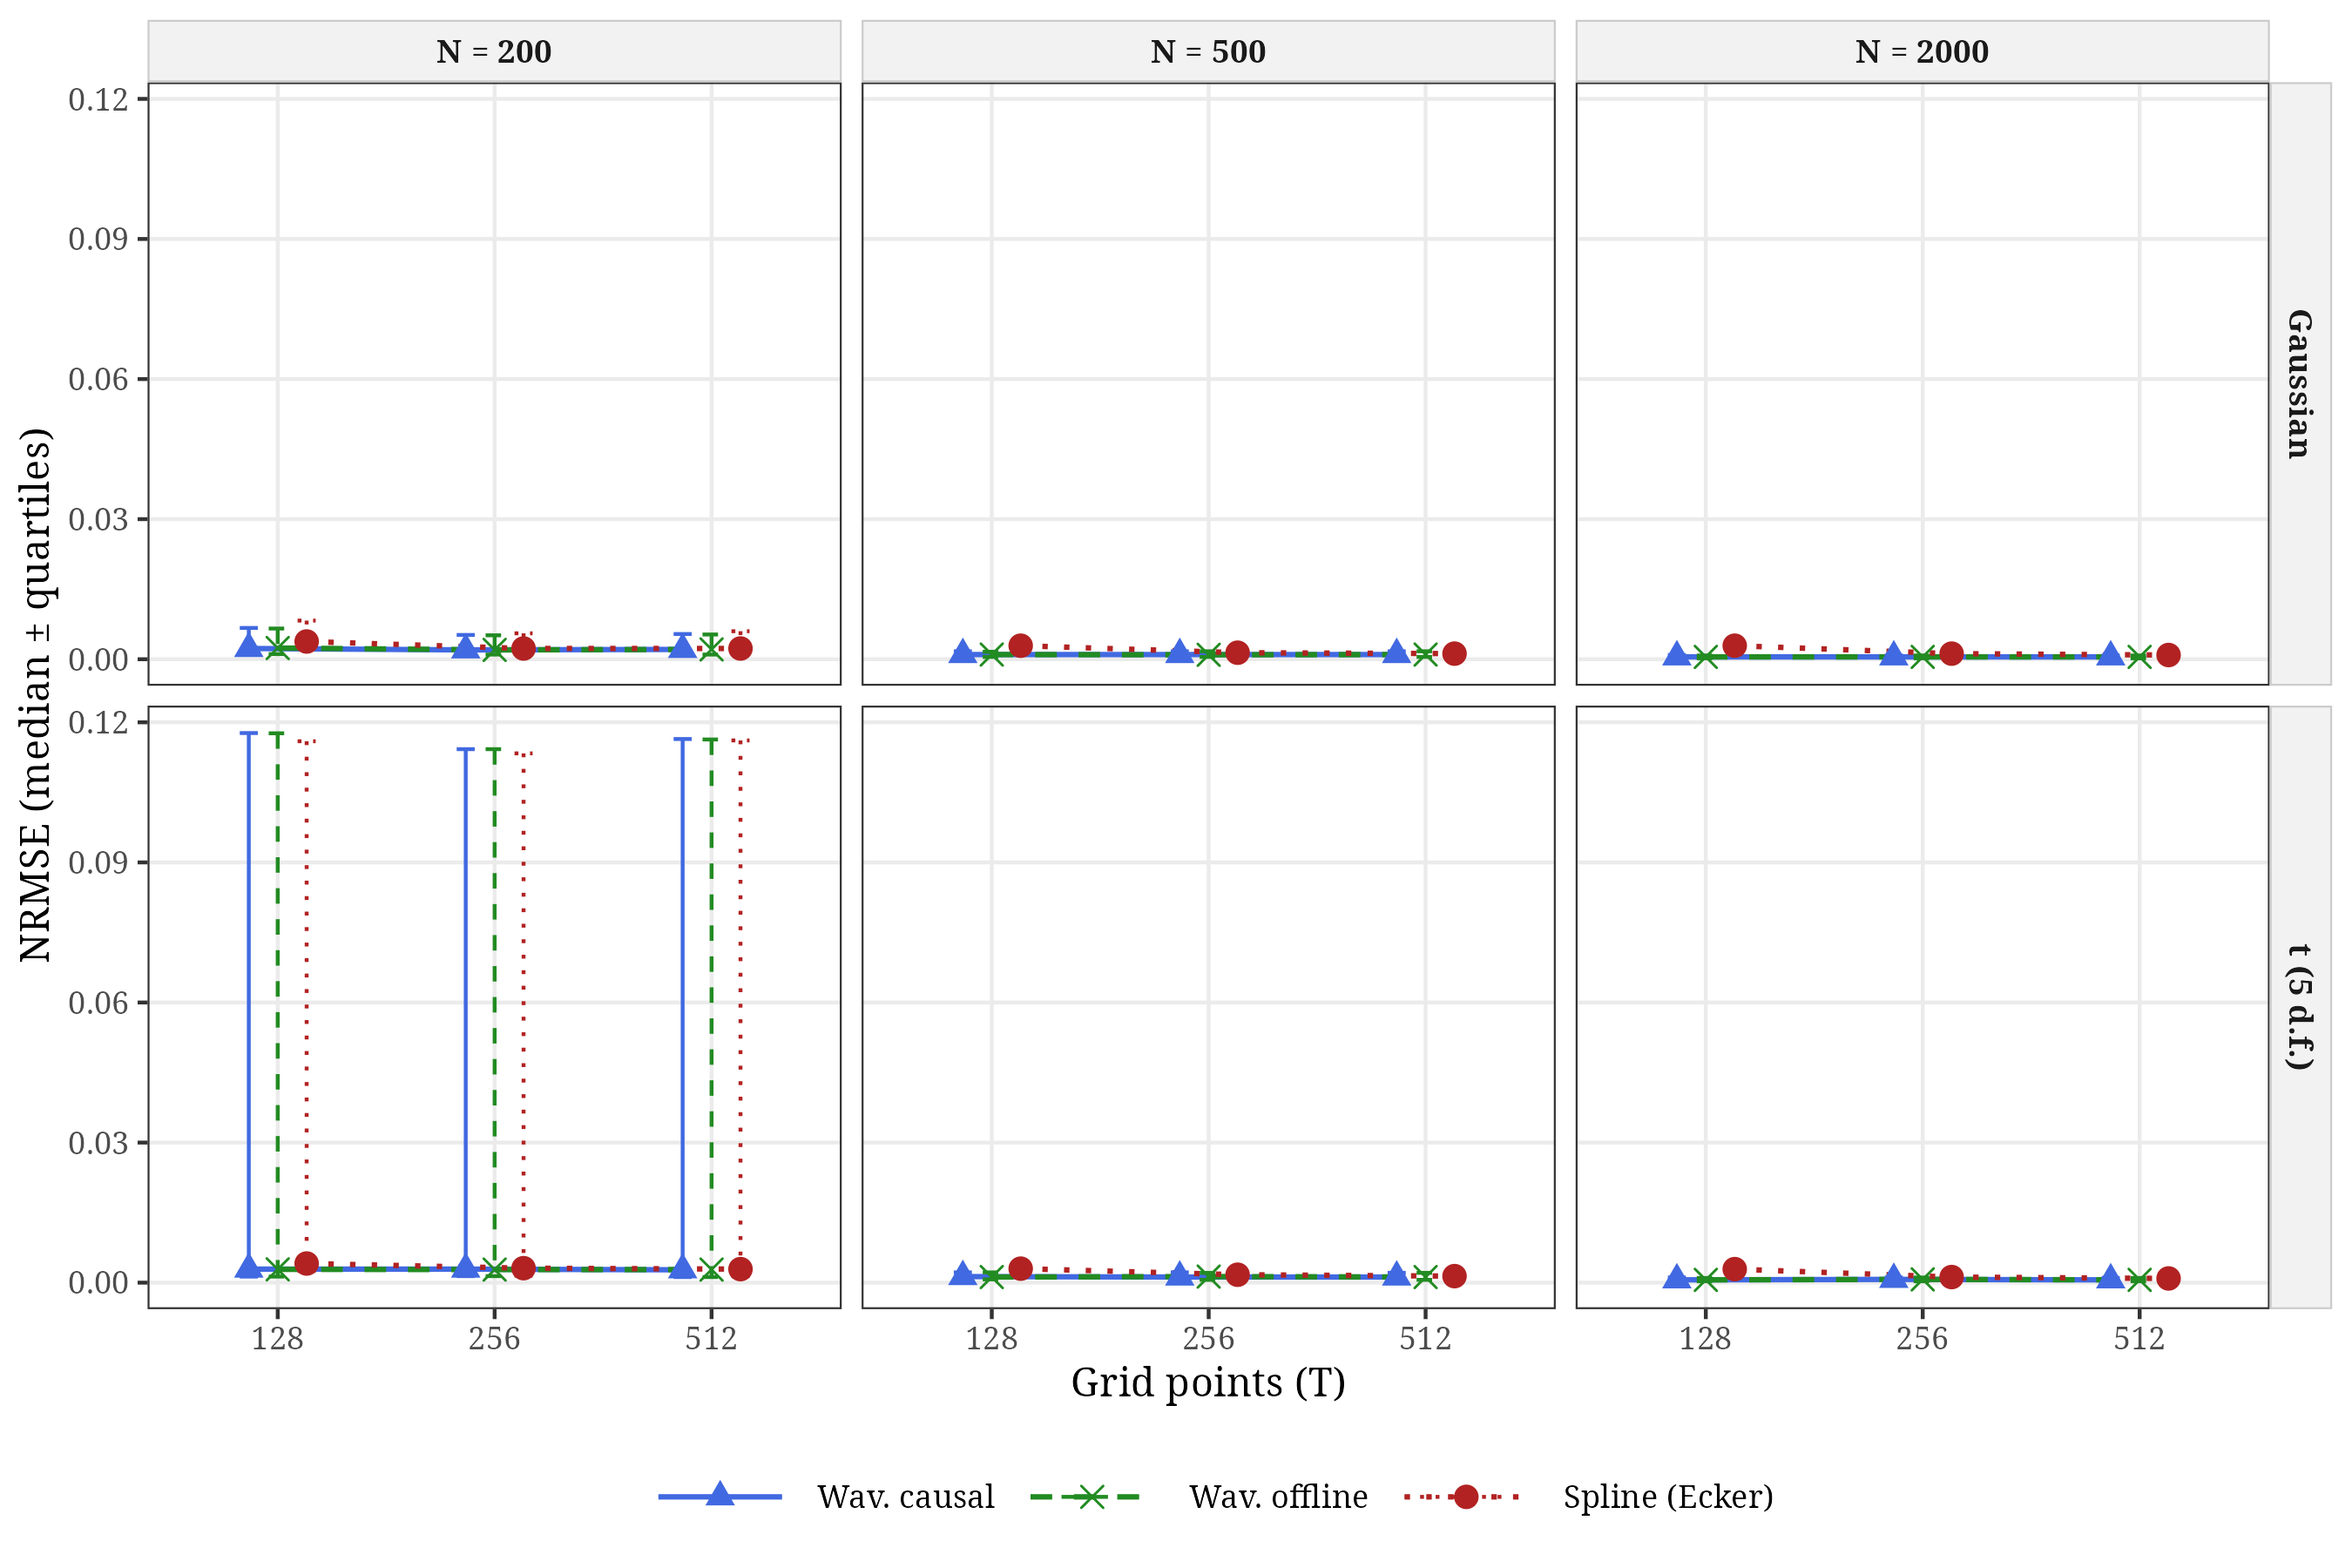 N = 200
N = 500
N = 2000
0.12
0.09
0.06
0.03
0.00
Gaussian
NRMSE (median ± quartiles)
0.12
0.09
0.06
0.03
0.00
t (5 d.f.)
128
256
512
128
256
512
128
256
512
Grid points (T)
Wav. causal
Wav. offline
Spline (Ecker)